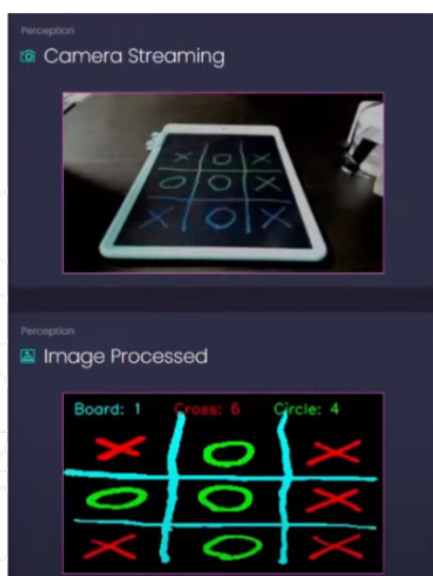 Perception
Camera Streaming
X O X
O O X
X O X
Perception
Image Processed
Board: 1 Cross: 6 Circle: 4
X O X
O O X
X O X